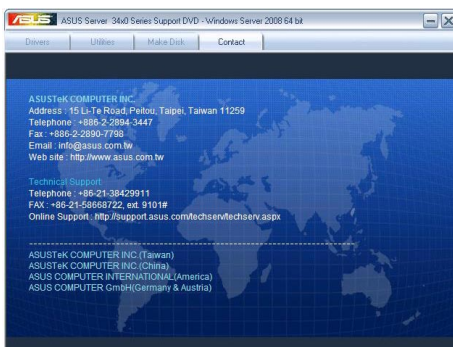 ASUS ASUS Server 34x0 Series Support DVD - Windows Server 2008 64 bit
Drivers Utilities Make Disk Contact
ASUSTeK COMPUTER INC.
Address : 15 Li-Te Road, Peitou, Taipei, Taiwan 11259
Telephone : +886-2-2894-3447
Fax : +886-2-2890-7798
Email : info@asus.com.tw
Web site : http://www.asus.com.tw
Technical Support
Telephone : +86-21-38429911
FAX : +86-21-58668722, ext. 9101#
Online Support : http://support.asus.com/techserv/techserv.aspx
ASUSTeK COMPUTER INC.(Taiwan)
ASUSTeK COMPUTER INC.(China)
ASUS COMPUTER INTERNATIONAL(America)
ASUS COMPUTER GmbH(Germany & Austria)